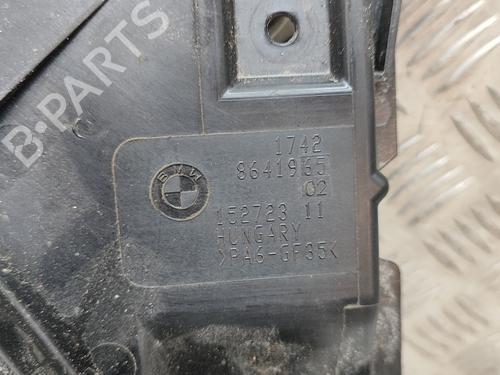 B-PARTS
1742
8641965
02
BMW
152723 11
HUNGARY
>PA6-GF35<